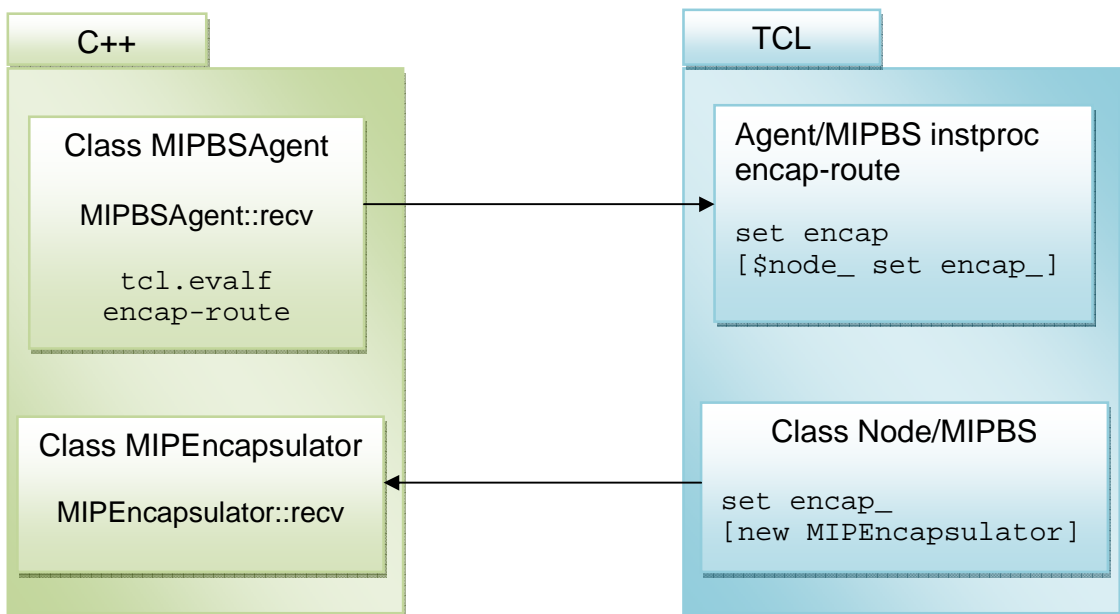 C++
Class MIPBSAgent
MIPBSAgent::recv
tcl.evalf
encap-route
Class MIPEncapsulator
MIPEncapsulator::recv
TCL
Agent/MIPBS instproc
encap-route
set encap
[$node_ set encap_]
Class Node/MIPBS
set encap_
[new MIPEncapsulator]